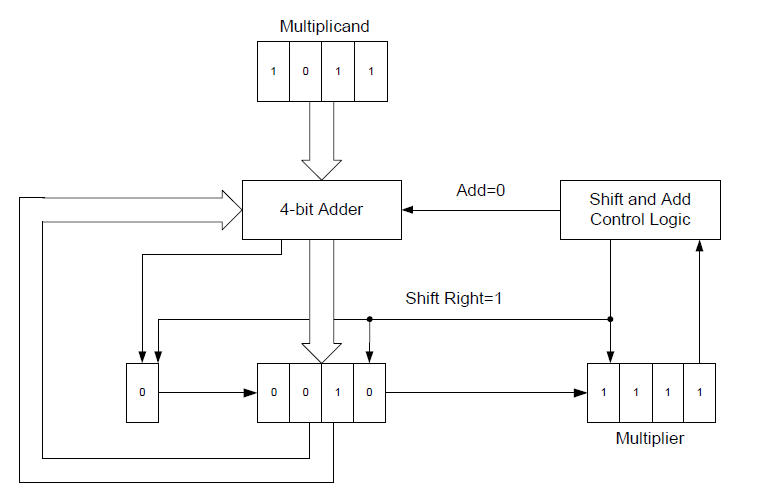 Multiplicand
1 0 1 1
4-bit Adder
Add=0
Shift and Add
Control Logic
Shift Right=1
0
0 0 1 0
1 1 1 1
Multiplier